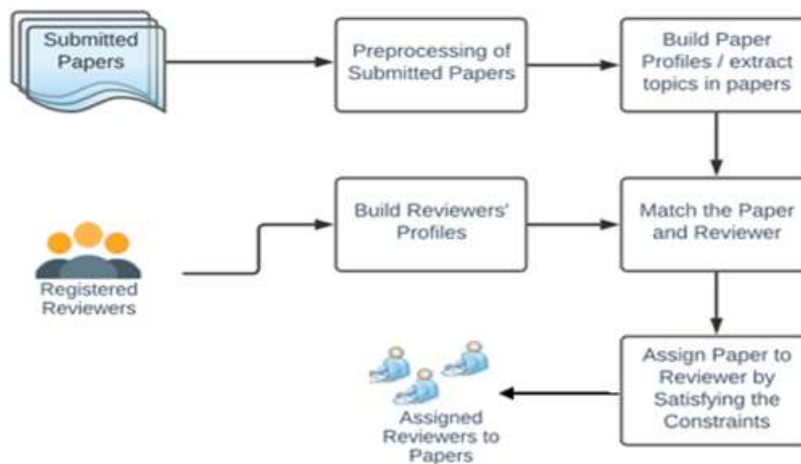 Submitted
Papers
Preprocessing of
Submitted Papers
Build Paper
Profiles / extract
topics in papers
Registered
Reviewers
Build Reviewers'
Profiles
Match the Paper
and Reviewer
Assign Paper to
Reviewer by
Satisfying the
Constraints
Assigned
Reviewers to
Papers